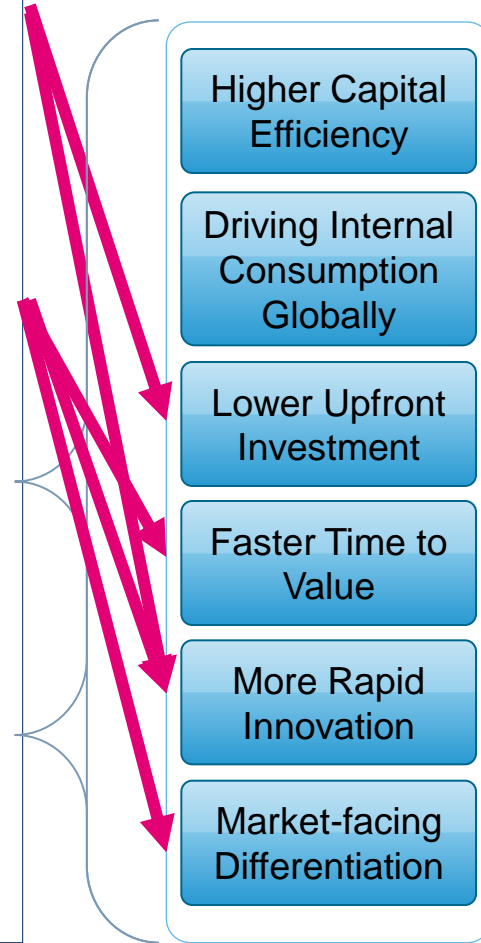 Higher Capital
Efficiency
Driving Internal
Consumption
Globally
Lower Upfront
Investment
Faster Time to
Value
More Rapid
Innovation
Market-facing
Differentiation